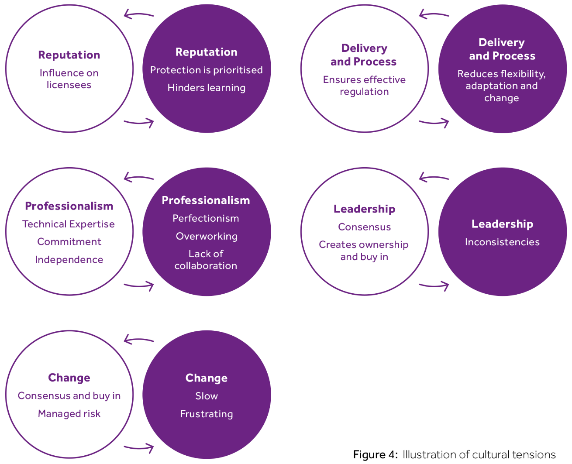 Reputation
Influence on
licensees
Reputation
Protection is prioritised
Hinders learning
Delivery
and Process
Ensures effective
regulation
Delivery
and Process
Reduces flexibility,
adaptation and
change
Professionalism
Technical Expertise
Commitment
Independence
Professionalism
Perfectionism
Overworking
Lack of
collaboration
Leadership
Consensus
Creates ownership
and buy in
Leadership
Inconsistencies
Change
Consensus and buy in
Managed risk
Change
Slow
Frustrating
Figure 4: Illustration of cultural tensions